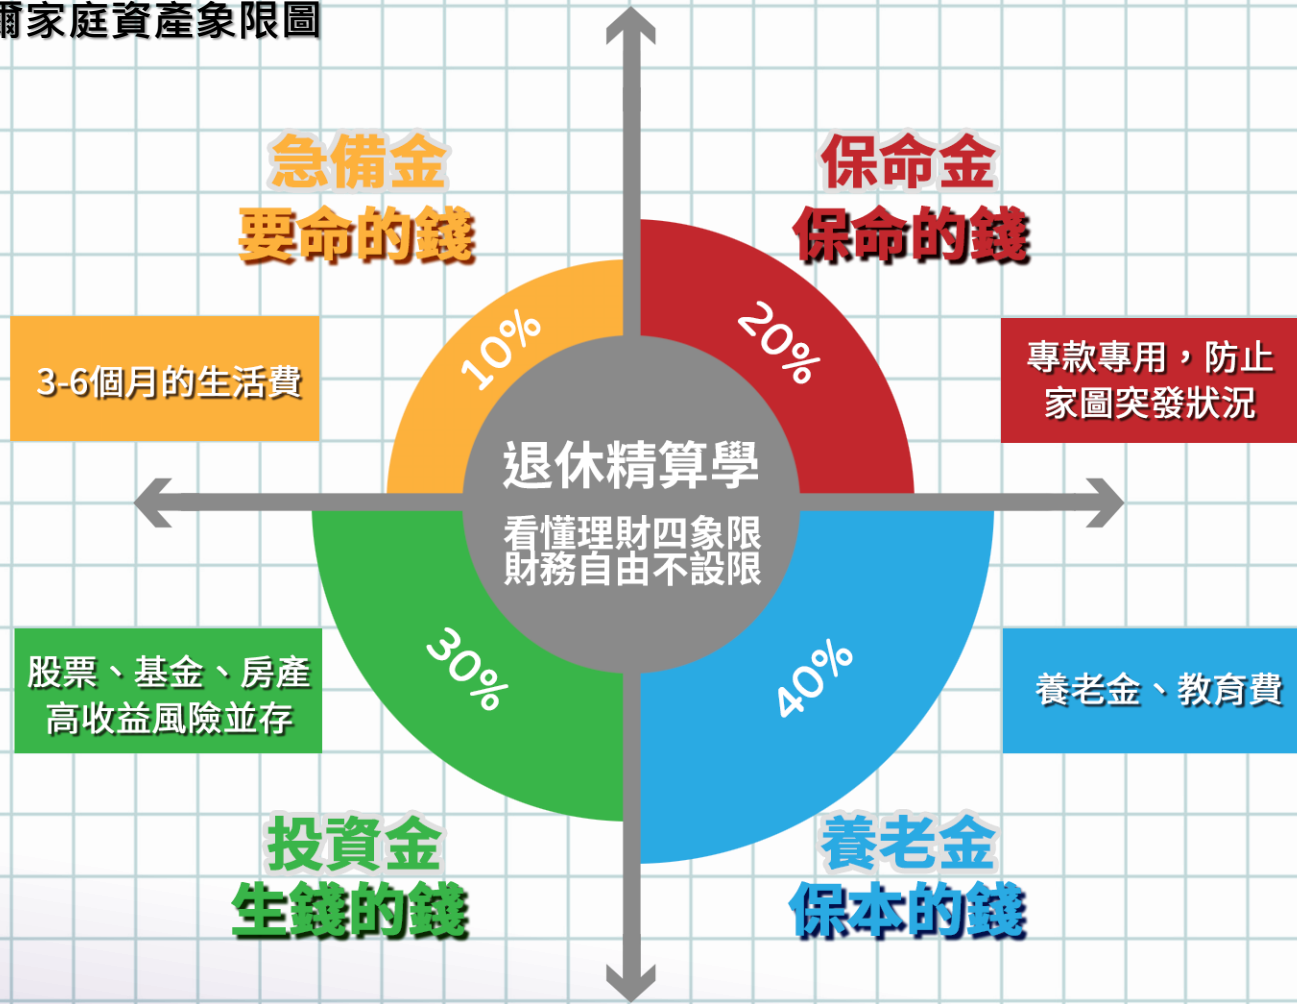 爾家庭資產象限圖
急備金
要命的錢
保命金
保命的錢
10%
20%
3-6個月的生活費
專款專用，防止
家圖突發狀況
退休精算學
看懂理財四象限
財務自由不設限
30%
40%
股票、基金、房產
高收益風險並存
養老金、教育費
投資金
生錢的錢
養老金
保本的錢